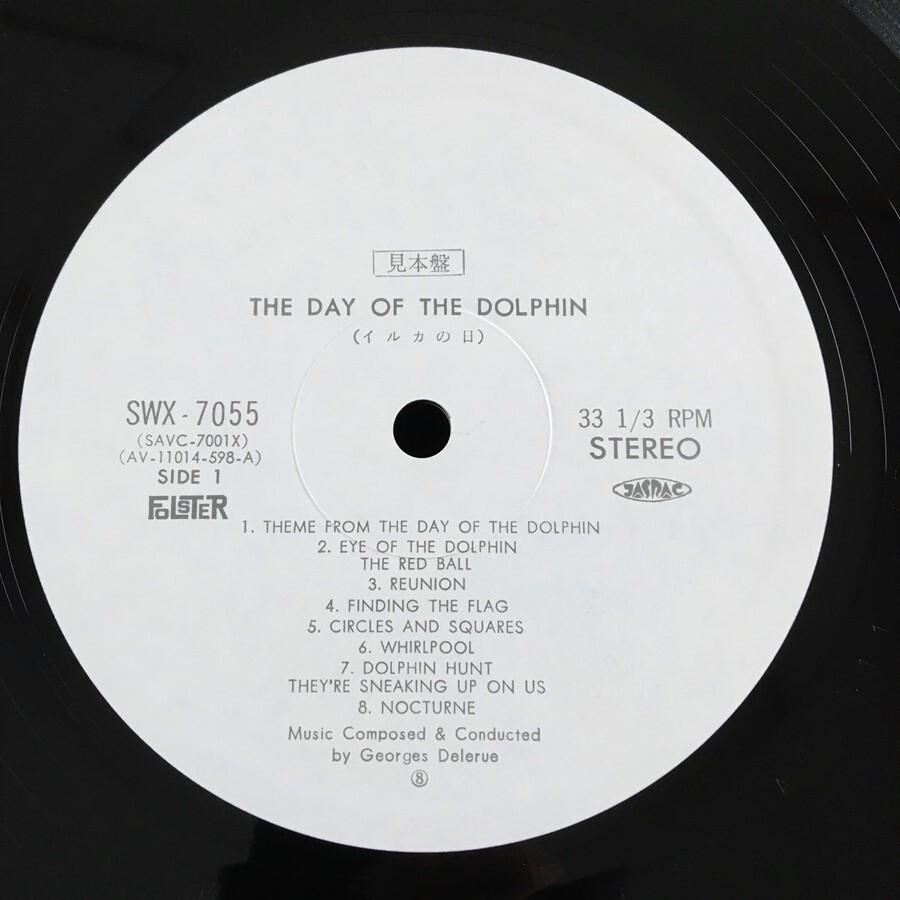 見本盤
THE DAY OF THE DOLPHIN
(イルカの日)
SWX-7055
(SAVC-7001X)
(AV-11014-598-A)
SIDE 1
FOLSTER
33 1/3 RPM
STEREO
JASRAC
1. THEME FROM THE DAY OF THE DOLPHIN
2. EYE OF THE DOLPHIN
THE RED BALL
3. REUNION
4. FINDING THE FLAG
5. CIRCLES AND SQUARES
6. WHIRLPOOL
7. DOLPHIN HUNT
THEY'RE SNEAKING UP ON US
8. NOCTURNE
Music Composed & Conducted
by Georges Delerue
⑧